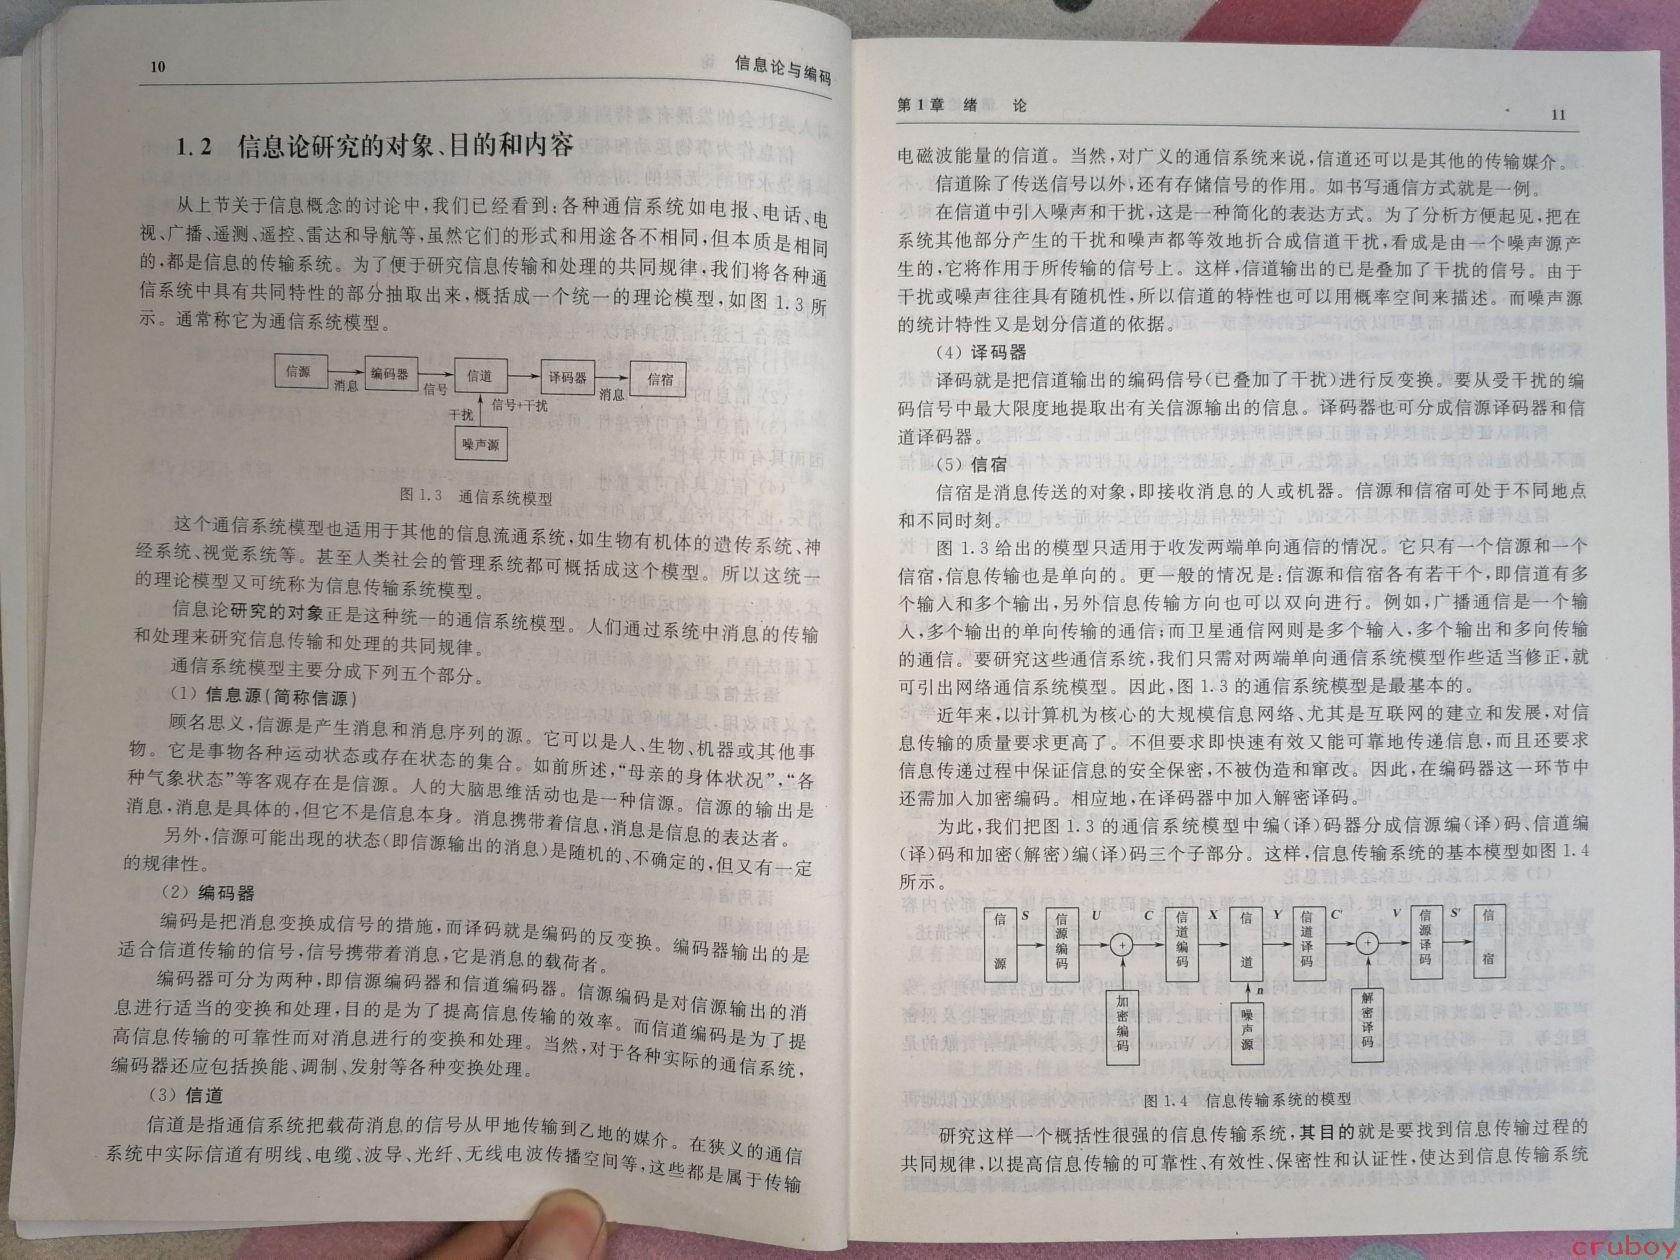 10
信息论与编码
1.2 信息论研究的对象、目的和内容
从上节关于信息概念的讨论中,我们已经看到:各种通信系统如电报、电话、电
视、广播、遥测、遥控、雷达和导航等,虽然它们的形式和用途各不相同,但本质是相同
的,都是信息的传输系统。为了便于研究信息传输和处理的共同规律,我们将各种通
信系统中具有共同特性的部分抽取出来,概括成一个统一的理论模型,如图 1.3 所
示。通常称它为通信系统模型。
信源
消息
编码器
信号
信道
译码器
消息
信宿
干扰
信号+干扰
噪声源
图 1.3 通信系统模型
这个通信系统模型也适用于其他的信息流通系统,如生物有机体的遗传系统、神
经系统、视觉系统等。甚至人类社会的管理系统都可概括成这个模型。所以这统一
的理论模型又可统称为信息传输系统模型。
信息论研究的对象正是这种统一的通信系统模型。人们通过系统中消息的传输
和处理来研究信息传输和处理的共同规律。
通信系统模型主要分成下列五个部分。
(1) 信息源(简称信源)
顾名思义,信源是产生消息和消息序列的源。它可以是人、生物、机器或其他事
物。它是事物各种运动状态或存在状态的集合。如前所述,“母亲的身体状况”,“各
种气象状态”等客观存在是信源。人的大脑思维活动也是一种信源。信源的输出是
消息,消息是具体的,但它不是信息本身。消息携带着信息,消息是信息的表达者。
另外,信源可能出现的状态(即信源输出的消息)是随机的、不确定的,但又有一定
的规律性。
(2) 编码器
编码是把消息变换成信号的措施,而译码就是编码的反变换。编码器输出的是
适合信道传输的信号,信号携带着消息,它是消息的载荷者。
编码器可分为两种,即信源编码器和信道编码器。信源编码是对信源输出的消
息进行适当的变换和处理,目的是为了提高信息传输的效率。而信道编码是为了提
高信息传输的可靠性而对消息进行的变换和处理。当然,对于各种实际的通信系统,
编码器还应包括换能、调制、发射等各种变换处理。
(3) 信道
信道是指通信系统把载荷消息的信号从甲地传输到乙地的媒介。在狭义的通信
系统中实际信道有明线、电缆、波导、光纤、无线电波传播空间等,这些都是属于传输
第 1 章 绪 论
11
电磁波能量的信道。当然,对广义的通信系统来说,信道还可以是其他的传输媒介。
信道除了传送信号以外,还有存储信号的作用。如书写通信方式就是一例。
在信道中引入噪声和干扰,这是一种简化的表达方式。为了分析方便起见,把在
系统其他部分产生的干扰和噪声都等效地折合成信道干扰,看成是由一个噪声源产
生的,它将作用于所传输的信号上。这样,信道输出的已是叠加了干扰的信号。由于
干扰或噪声往往具有随机性,所以信道的特性也可以用概率空间来描述。而噪声源
的统计特性又是划分信道的依据。
(4) 译码器
译码就是把信道输出的编码信号(已叠加了干扰)进行反变换。要从受干扰的编
码信号中最大限度地提取出有关信源输出的信息。译码器也可分成信源译码器和信
道译码器。
(5) 信宿
信宿是消息传送的对象,即接收消息的人或机器。信源和信宿可处于不同地点
和不同时刻。
图 1.3 给出的模型只适用于收发两端单向通信的情况。它只有一个信源和一个
信宿,信息传输也是单向的。更一般的情况是:信源和信宿各有若干个,即信道有多
个输入和多个输出,另外信息传输方向也可以双向进行。例如,广播通信是一个输
入,多个输出的单向传输的通信;而卫星通信网则是多个输入,多个输出和多向传输
的通信。要研究这些通信系统,我们只需对两端单向通信系统模型作些适当修正,就
可引出网络通信系统模型。因此,图 1.3 的通信系统模型是最基本的。
近年来,以计算机为核心的大规模信息网络、尤其是互联网的建立和发展,对信
息传输的质量要求更高了。不但要求即快速有效又能可靠地传递信息,而且还要求
信息传递过程中保证信息的安全保密,不被伪造和窜改。因此,在编码器这一环节中
还需加入加密编码。相应地,在译码器中加入解密译码。
为此,我们把图 1.3 的通信系统模型中编(译)码器分成信源编(译)码、信道编
(译)码和加密(解密)编(译)码三个子部分。这样,信息传输系统的基本模型如图 1.4
所示。
信源
S
信源编码
U
C
信道编码
X
信道
Y
信道译码
C'
V
信源译码
S'
信宿
加密编码
n
噪声源
解密译码
图 1.4 信息传输系统的模型
研究这样一个概括性很强的信息传输系统,其目的就是要找到信息传输过程的
共同规律,以提高信息传输的可靠性、有效性、保密性和认证性,使达到信息传输系统
cruboy